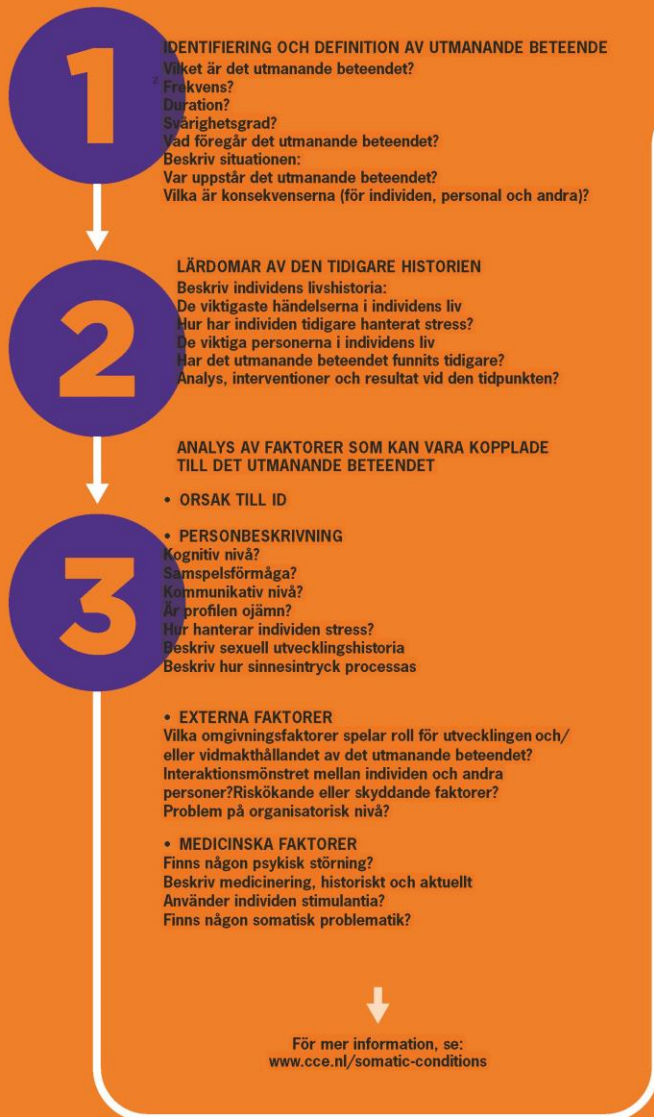 1
IDENTIFIERING OCH DEFINITION AV UTMANANDE BETEENDE
Vilket är det utmanande beteendet?
Frekvens?
Duration?
Svårighetsgrad?
Vad föregår det utmanande beteendet?
Beskriv situationen:
Var uppstår det utmanande beteendet?
Vilka är konsekvenserna (för individen, personal och andra)?
2
LÄRDOMAR AV DEN TIDIGARE HISTORIEN
Beskriv individens livshistoria:
De viktigaste händelserna i individens liv
Hur har individen tidigare hanterat stress?
De viktiga personerna i individens liv
Har det utmanande beteendet funnits tidigare?
Analys, interventioner och resultat vid den tidpunkten?
3
ANALYS AV FAKTORER SOM KAN VARA KOPPLADE
TILL DET UTMANANDE BETEENDET
• ORSAK TILL ID
• PERSONBESKRIVNING
Kognitiv nivå?
Samspelsförmåga?
Kommunikativ nivå?
Är profilen ojämn?
Hur hanterar individen stress?
Beskriv sexuell utvecklingshistoria
Beskriv hur sinnesintryck processas
• EXTERNA FAKTORER
Vilka omgivningsfaktorer spelar roll för utvecklingen och/
eller vidmakthållandet av det utmanande beteendet?
Interaktionsmönstret mellan individen och andra
personer?Riskökande eller skyddande faktorer?
Problem på organisatorisk nivå?
• MEDICINSKA FAKTORER
Finns någon psykisk störning?
Beskriv medicinering, historiskt och aktuellt
Använder individen stimulantia?
Finns någon somatisk problematik?
För mer information, se:
www.cce.nl/somatic-conditions